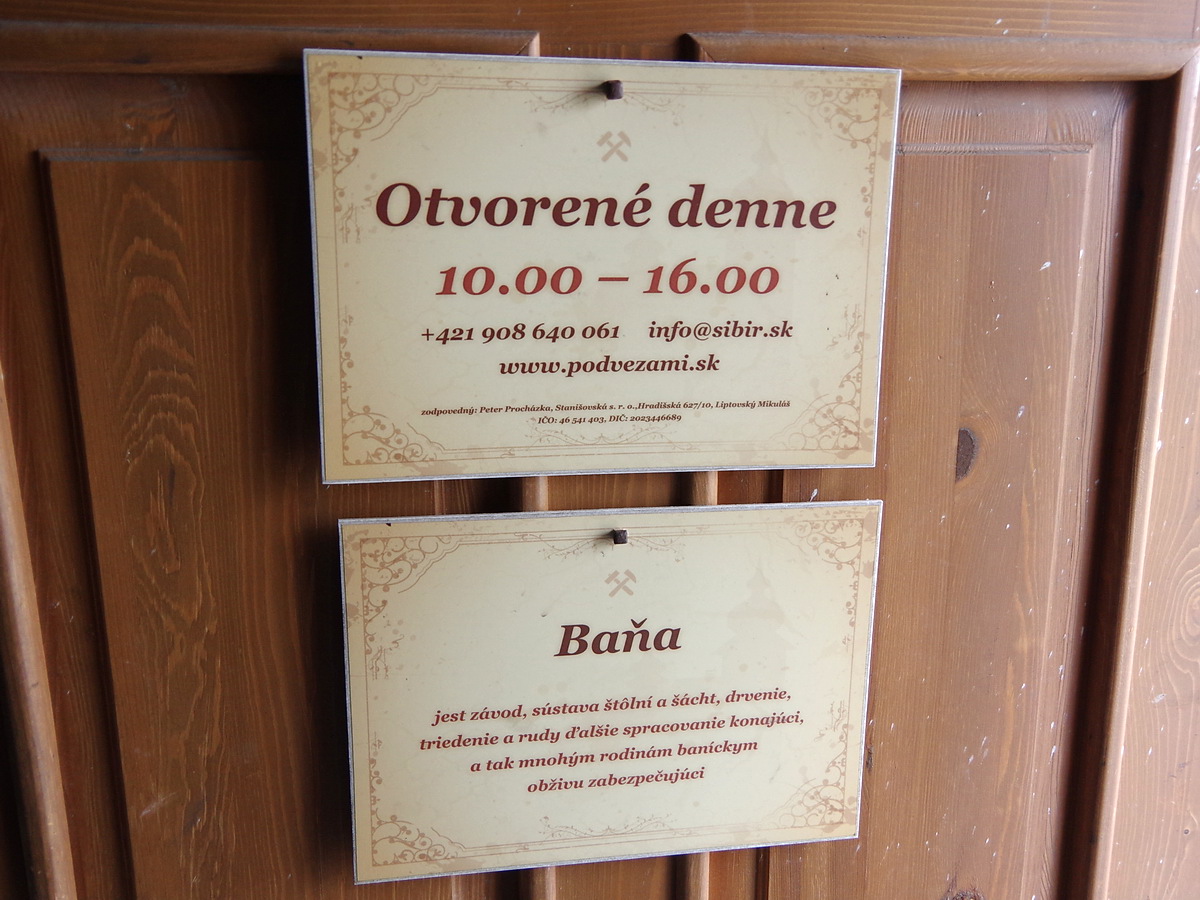 Otvorené denne
10.00 – 16.00
+421 908 640 061 info@sibir.sk
www.podvezami.sk
zodpovedný: Peter Procházka, Stanišovská s. r. o.,Hradišská 627/10, Liptovský Mikuláš
IČO: 46 541 403, DIČ: 2023446689
Baňa
jest závod, sústava štôlní a šácht, drvenie,
triedenie a rudy ďalšie spracovanie konajúci,
a tak mnohým rodinám baníckym
obživu zabezpečujúci